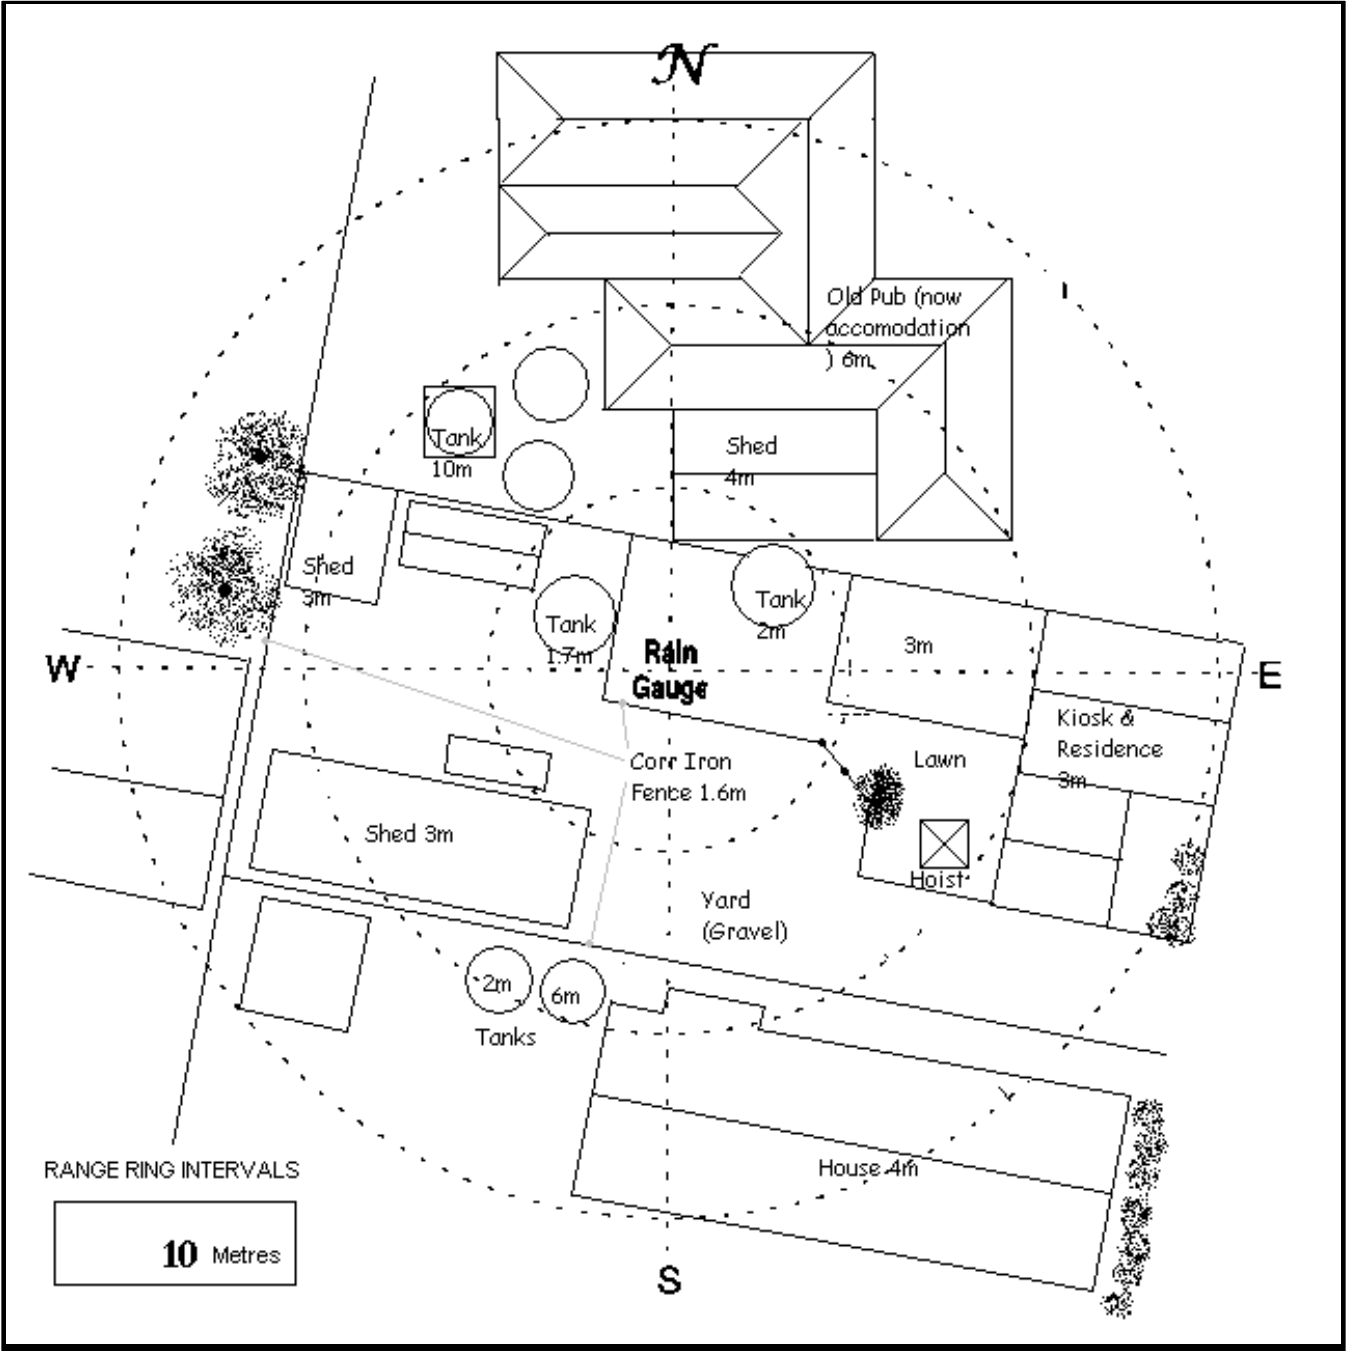 N
Old Pub (now
accomodation
) 6m
Tank
10m
Shed
4m
Shed
3m
Tank
1.7m
Tank
2m
Rain
Gauge
3m
W
E
Kiosk &
Residence
3m
Lawn
Corr Iron
Fence 1.6m
Shed 3m
Hoist
Yard
(Gravel)
2m
6m
Tanks
House 4m
S
RANGE RING INTERVALS
10 Metres